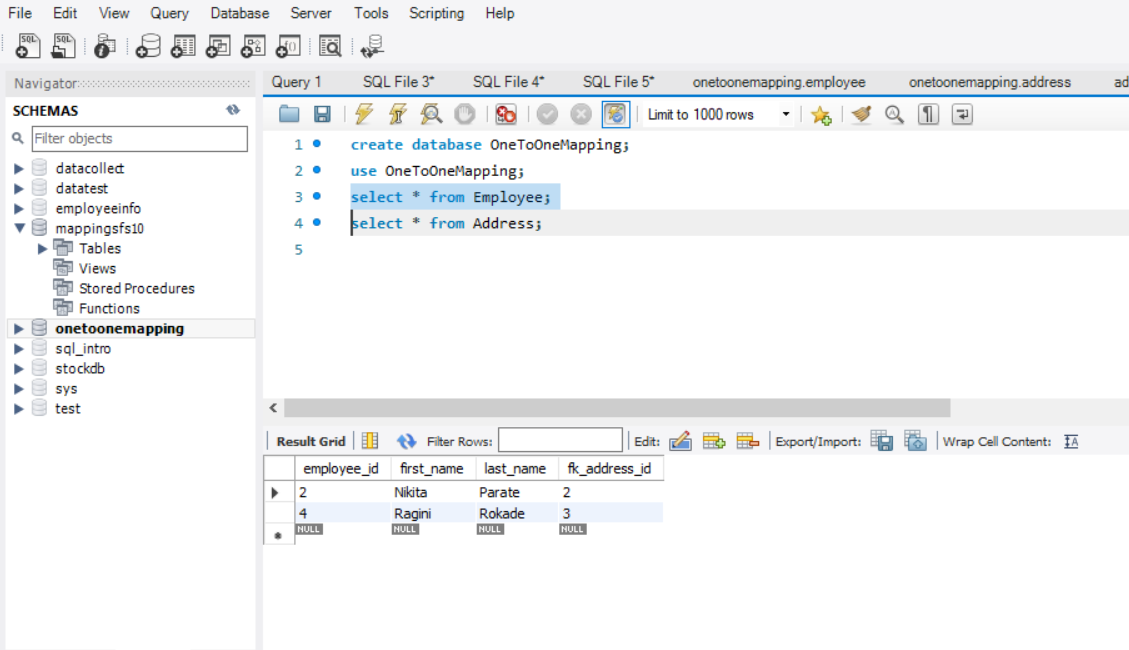 File Edit View Query Database Server Tools Scripting Help
SQL SQL
Navigator
SCHEMAS
Filter objects
datacollect
datatest
employeeinfo
mappingsfs10
Tables
Views
Stored Procedures
Functions
onetoonemapping
sql_intro
stockdb
sys
test
Query 1 SQL File 3* SQL File 4* SQL File 5* onetoonemapping.employee onetoonemapping.address ad
Limit to 1000 rows
1 create database OneToOneMapping;
2 use OneToOneMapping;
3 select * from Employee;
4 select * from Address;
5
Result Grid Filter Rows: Edit: Export/Import: Wrap Cell Content: IA
employee_id first_name last_name fk_address_id
2 Nikita Parate 2
4 Ragini Rokade 3
NULL NULL NULL NULL